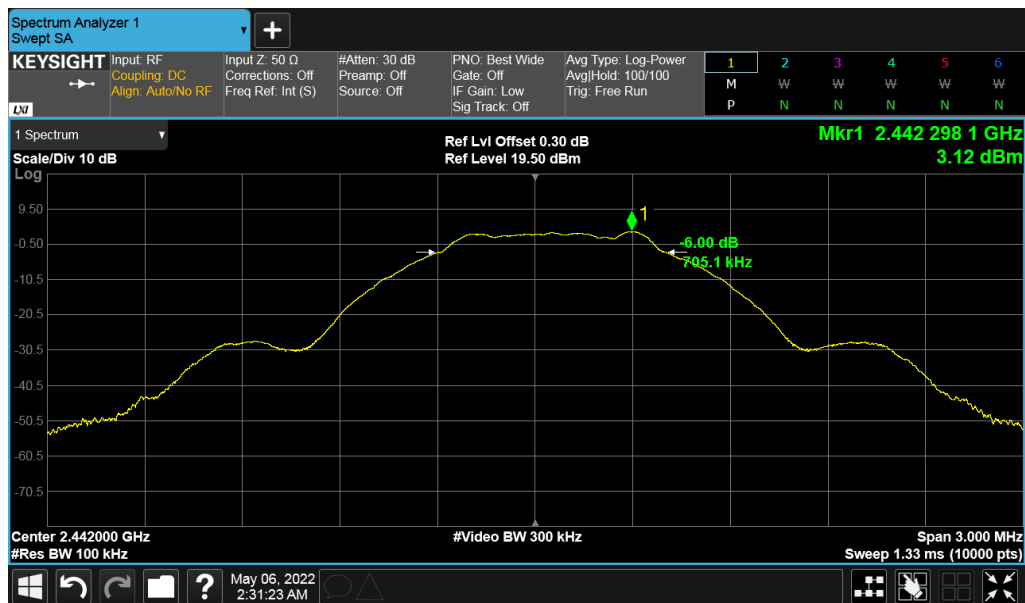 Spectrum Analyzer 1
Swept SA
+
KEYSIGHT
LXI
Input: RF
Coupling: DC
Align: Auto/No RF
Input Z: 50 Ω
Corrections: Off
Freq Ref: Int (S)
#Atten: 30 dB
Preamp: Off
Source: Off
PNO: Best Wide
Gate: Off
IF Gain: Low
Sig Track: Off
Avg Type: Log-Power
Avg|Hold: 100/100
Trig: Free Run
1 2 3 4 5 6
M W W W W W
P N N N N N
1 Spectrum
Scale/Div 10 dB
Log
Ref Lvl Offset 0.30 dB
Ref Level 19.50 dBm
Mkr1 2.442 298 1 GHz
3.12 dBm
9.50
-0.50
-10.5
-20.5
-30.5
-40.5
-50.5
-60.5
-70.5
1
-6.00 dB
705.1 kHz
Center 2.442000 GHz
#Res BW 100 kHz
#Video BW 300 kHz
Span 3.000 MHz
Sweep 1.33 ms (10000 pts)
?
May 06, 2022
2:31:23 AM